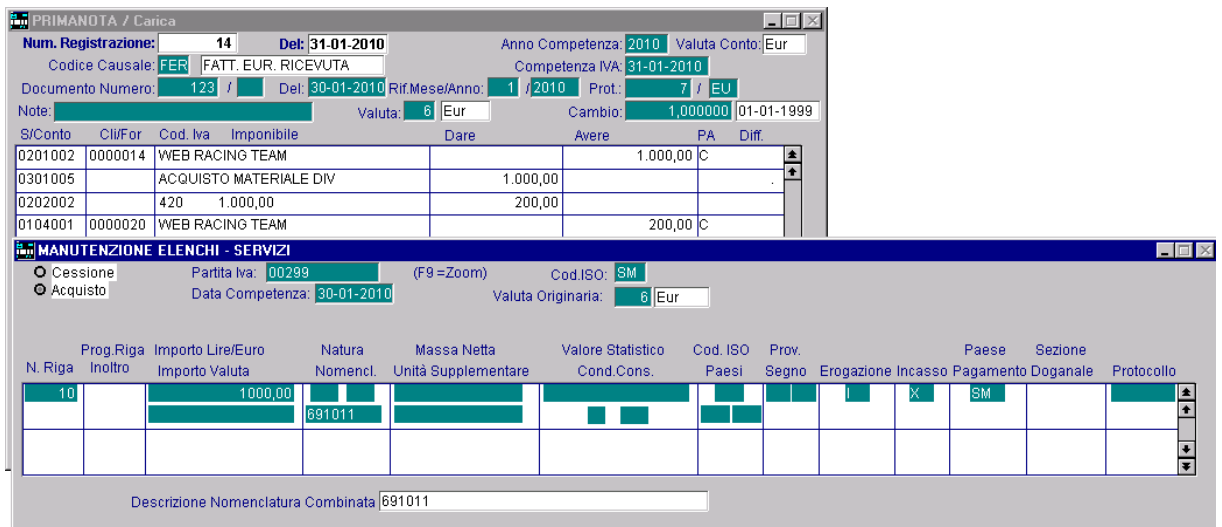 PRIMANOTA / Carica
Num. Registrazione: 14 Del: 31-01-2010 Anno Competenza: 2010 Valuta Conto: Eur
Codice Causale: FER FATT. EUR. RICEVUTA Competenza IVA: 31-01-2010
Documento Numero: 123 / Del: 30-01-2010 Rif.Mese/Anno: 1 / 2010 Prot.: 7 / EU
Note: Valuta: 6 Eur Cambio: 1,000000 01-01-1999
S/Conto Cli/For Cod. Iva Imponibile Dare Avere PA Diff.
0201002 0000014 WEB RACING TEAM 1.000,00 C
0301005 ACQUISTO MATERIALE DIV 1.000,00 .
0202002 420 1.000,00 200,00
0104001 0000020 WEB RACING TEAM 200,00 C
MANUTENZIONE ELENCHI - SERVIZI
Cessione Partita Iva: 00299 (F9 =Zoom) Cod.ISO: SM
Acquisto Data Competenza: 30-01-2010 Valuta Originaria: 6 Eur
Prog.Riga Importo Lire/Euro Natura Massa Netta Valore Statistico Cod. ISO Prov. Paese Sezione
N. Riga Inoltro Importo Valuta Nomencl. Unità Supplementare Cond.Cons. Paesi Segno Erogazione Incasso Pagamento Doganale Protocollo
10 1000,00 I X SM
691011
Descrizione Nomenclatura Combinata 691011